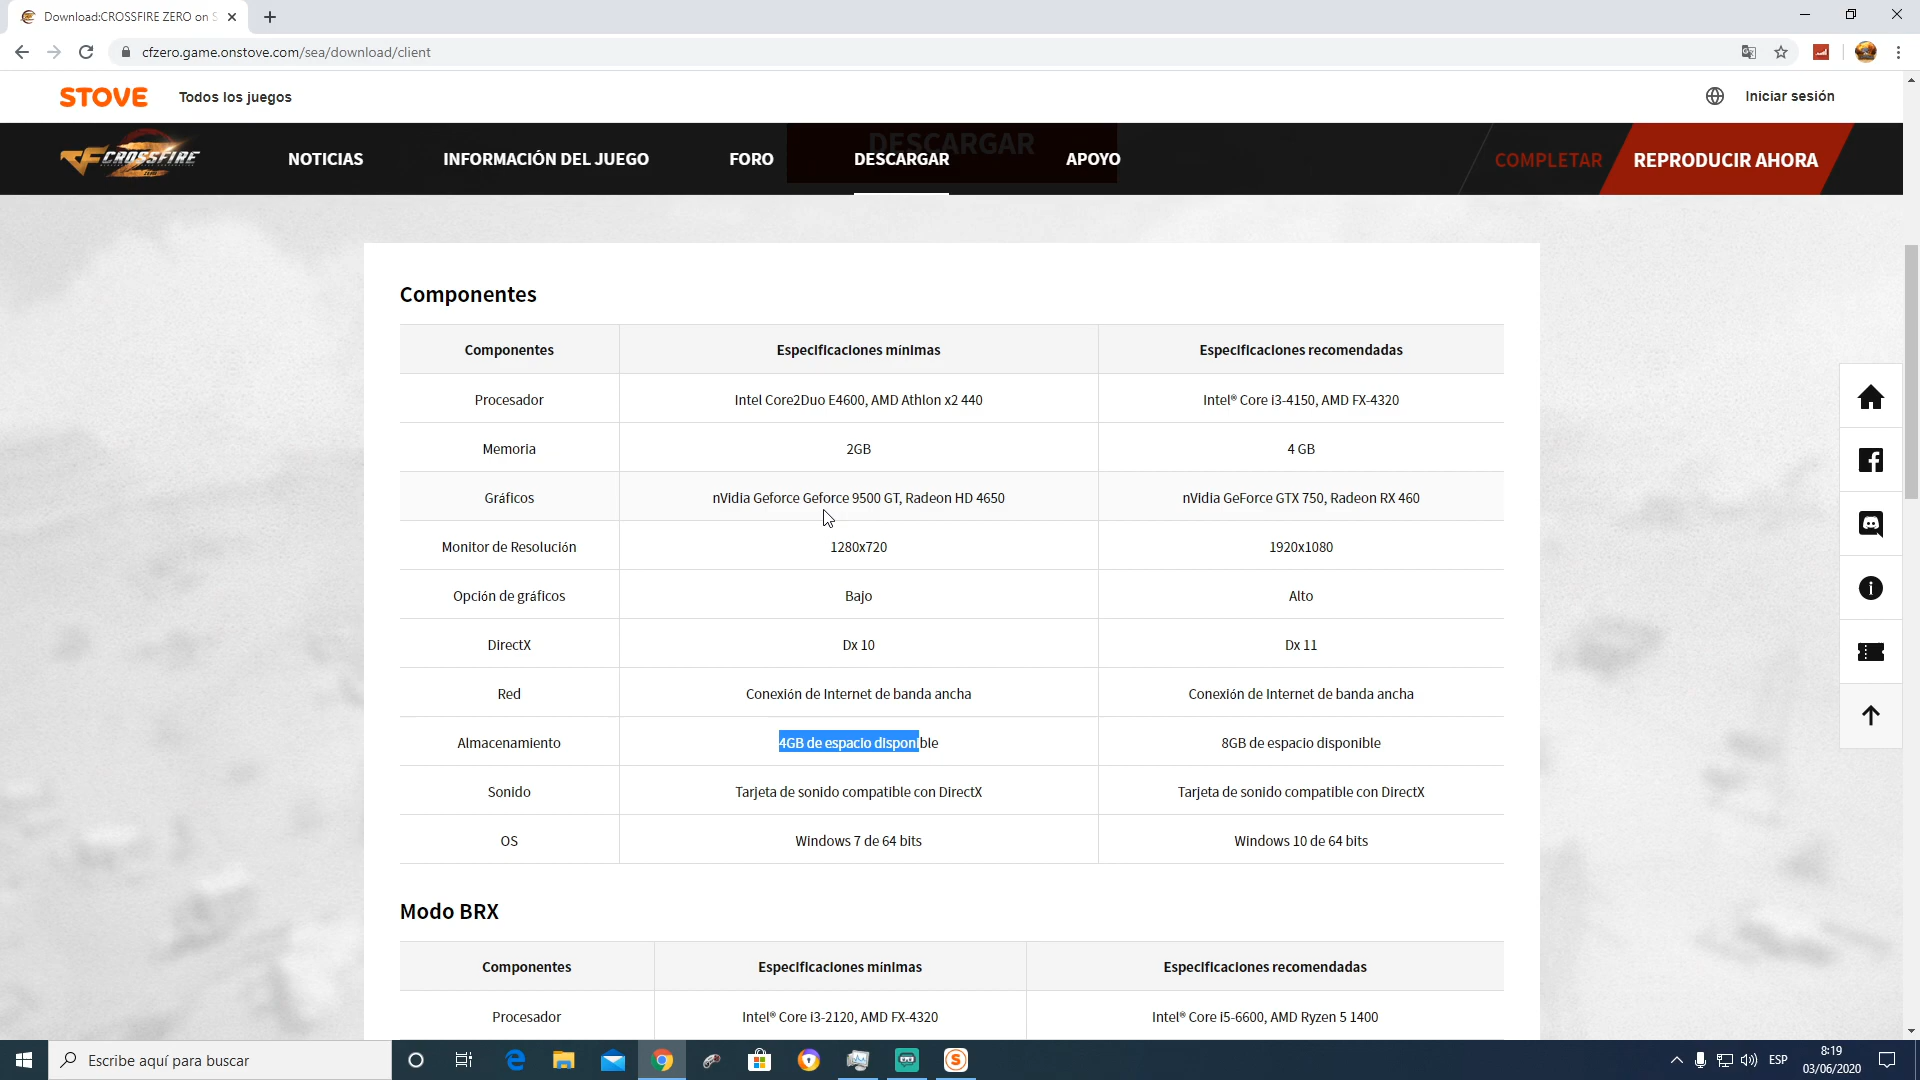 Download:CROSSFIRE ZERO on S
cfzero.game.onstove.com/sea/download/client
STOVE Todos los juegos Iniciar sesión
CROSSFIRE ZERO NOTICIAS INFORMACIÓN DEL JUEGO FORO DESCARGAR APOYO COMPLETAR REPRODUCIR AHORA
DESCARGAR
Componentes
Componentes Especificaciones mínimas Especificaciones recomendadas
Procesador Intel Core2Duo E4600, AMD Athlon x2 440 Intel® Core i3-4150, AMD FX-4320
Memoria 2GB 4 GB
Gráficos nVidia Geforce Geforce 9500 GT, Radeon HD 4650 nVidia GeForce GTX 750, Radeon RX 460
Monitor de Resolución 1280x720 1920x1080
Opción de gráficos Bajo Alto
DirectX Dx 10 Dx 11
Red Conexión de Internet de banda ancha Conexión de Internet de banda ancha
Almacenamiento 4GB de espacio disponible 8GB de espacio disponible
Sonido Tarjeta de sonido compatible con DirectX Tarjeta de sonido compatible con DirectX
OS Windows 7 de 64 bits Windows 10 de 64 bits
Modo BRX
Componentes Especificaciones mínimas Especificaciones recomendadas
Procesador Intel® Core i3-2120, AMD FX-4320 Intel® Core i5-6600, AMD Ryzen 5 1400
Escribe aquí para buscar ESP 8:19
03/06/2020